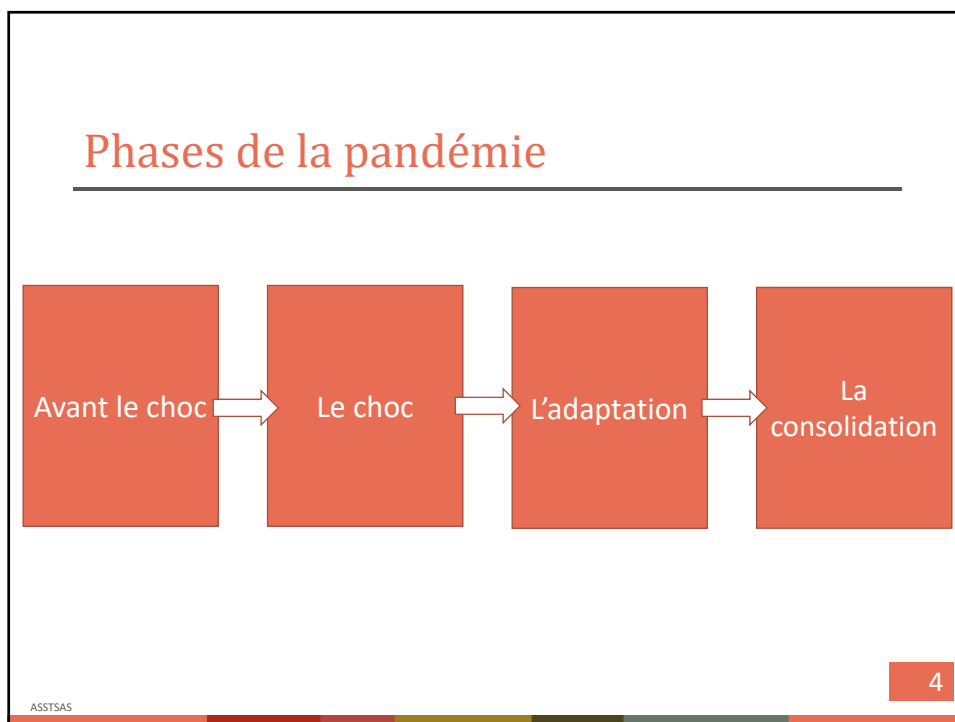 Phases de la pandémie
Avant le choc
Le choc
L’adaptation
La
consolidation
4
ASSTSAS